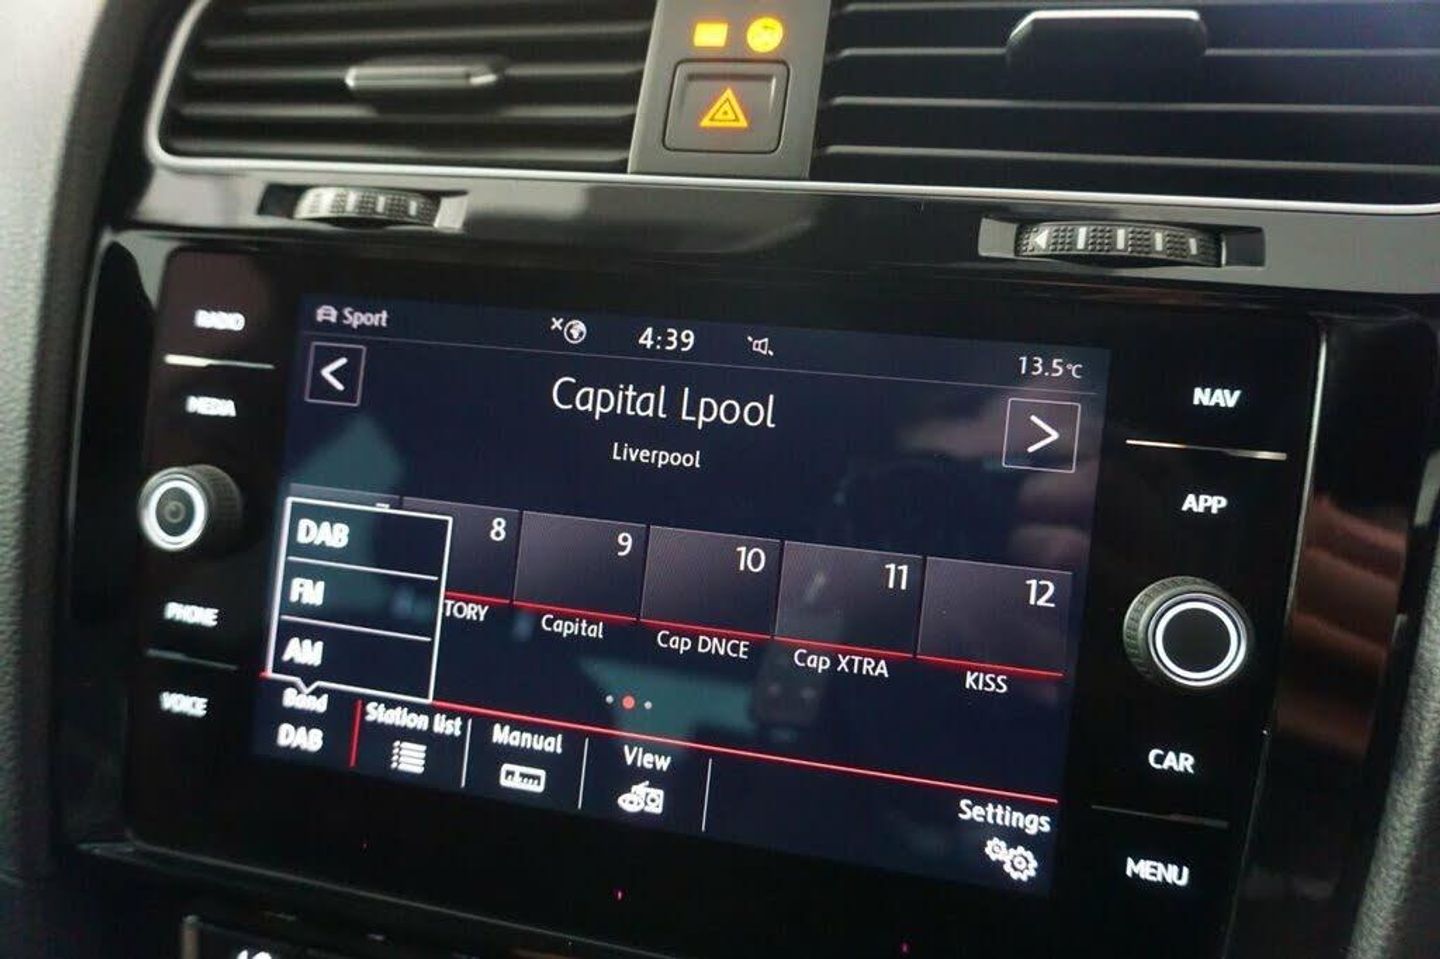 Sport
4:39
13.5°C
Capital Lpool
Liverpool
RADIO
MEDIA
PHONE
VOICE
NAV
APP
CAR
MENU
7
8
9
10
11
12
DAB
FM
AM
TORY
Capital
Cap DNCE
Cap XTRA
KISS
Band
DAB
Station list
Manual
View
Settings